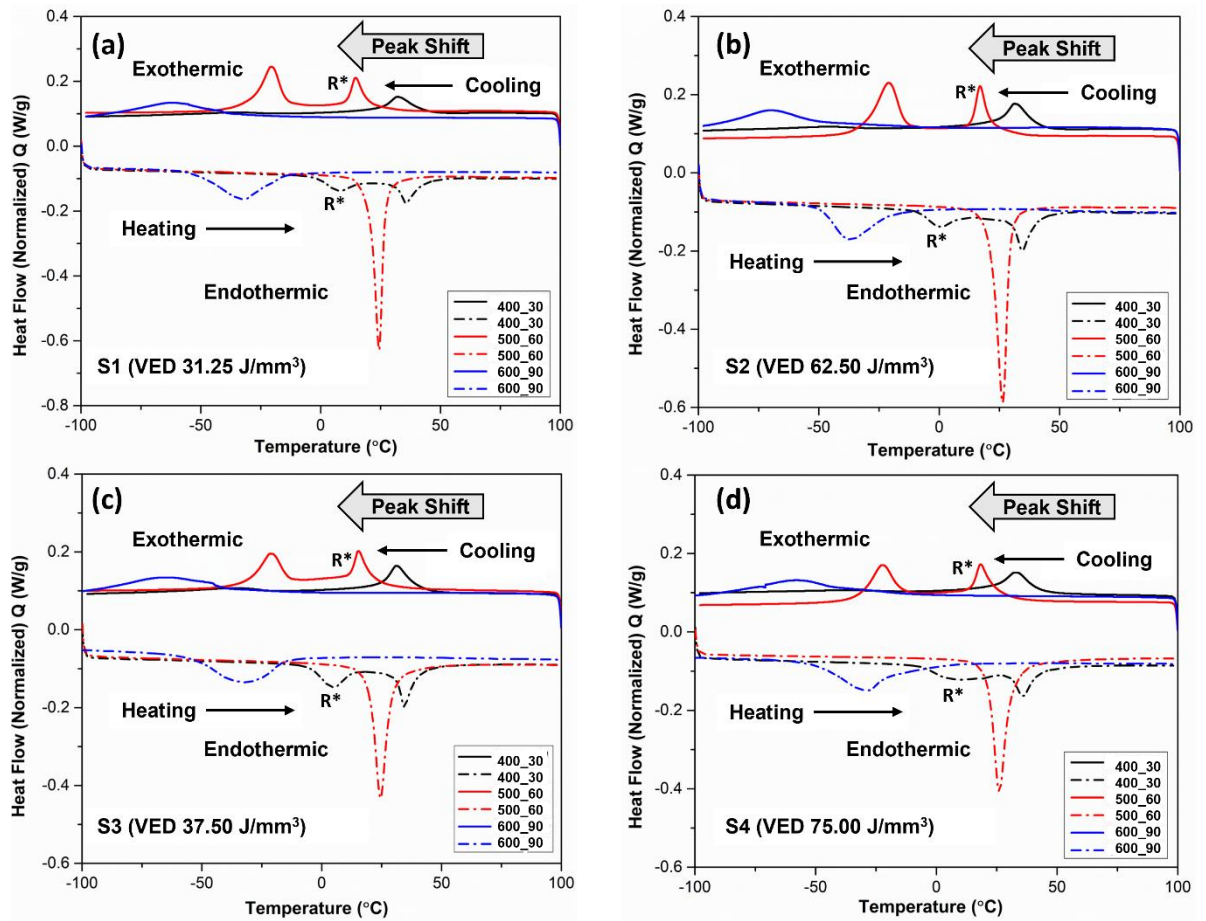 (a)
Peak Shift
Exothermic
R*
Cooling
R*
Heating
Endothermic
S1 (VED 31.25 J/mm³)
400_30
400_30
500_60
500_60
600_90
600_90
Heat Flow (Normalized) Q (W/g)
0.4
0.2
0.0
-0.2
-0.4
-0.6
-0.8
-100
-50
0
50
100
Temperature (°C)
(b)
Peak Shift
Exothermic
R*
Cooling
R*
Heating
Endothermic
S2 (VED 62.50 J/mm³)
400_30
400_30
500_60
500_60
600_90
600_90
Heat Flow (Normalized) Q (W/g)
0.4
0.2
0.0
-0.2
-0.4
-0.6
-100
-50
0
50
100
Temperature (°C)
(c)
Peak Shift
Exothermic
R*
Cooling
R*
Heating
Endothermic
S3 (VED 37.50 J/mm³)
400_30
400_30
500_60
500_60
600_90
600_90
Heat Flow (Normalized) Q (W/g)
0.4
0.2
0.0
-0.2
-0.4
-0.6
-100
-50
0
50
100
Temperature (°C)
(d)
Peak Shift
Exothermic
R*
Cooling
R*
Heating
Endothermic
S4 (VED 75.00 J/mm³)
400_30
400_30
500_60
500_60
600_90
600_90
Heat Flow (Normalized) Q (W/g)
0.4
0.2
0.0
-0.2
-0.4
-0.6
-100
-50
0
50
100
Temperature (°C)